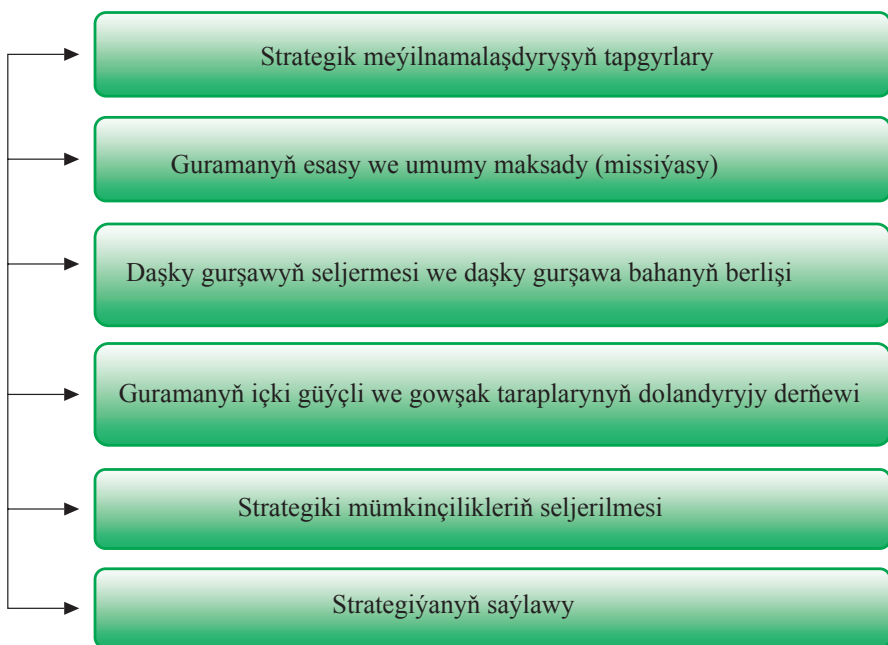 Strategik meýilnamalaşdyryşyň tapgyrlary
Guramanyň esasy we umumy maksady (missiýasy)
Daşky gurşawyň seljermesi we daşky gurşawa bahanyň berlişi
Guramanyň içki güýçli we gowşak taraplarynyň dolandyryjy derňewi
Strategiki mümkinçilikleriň seljerilmesi
Strategiýanyň saýlawy